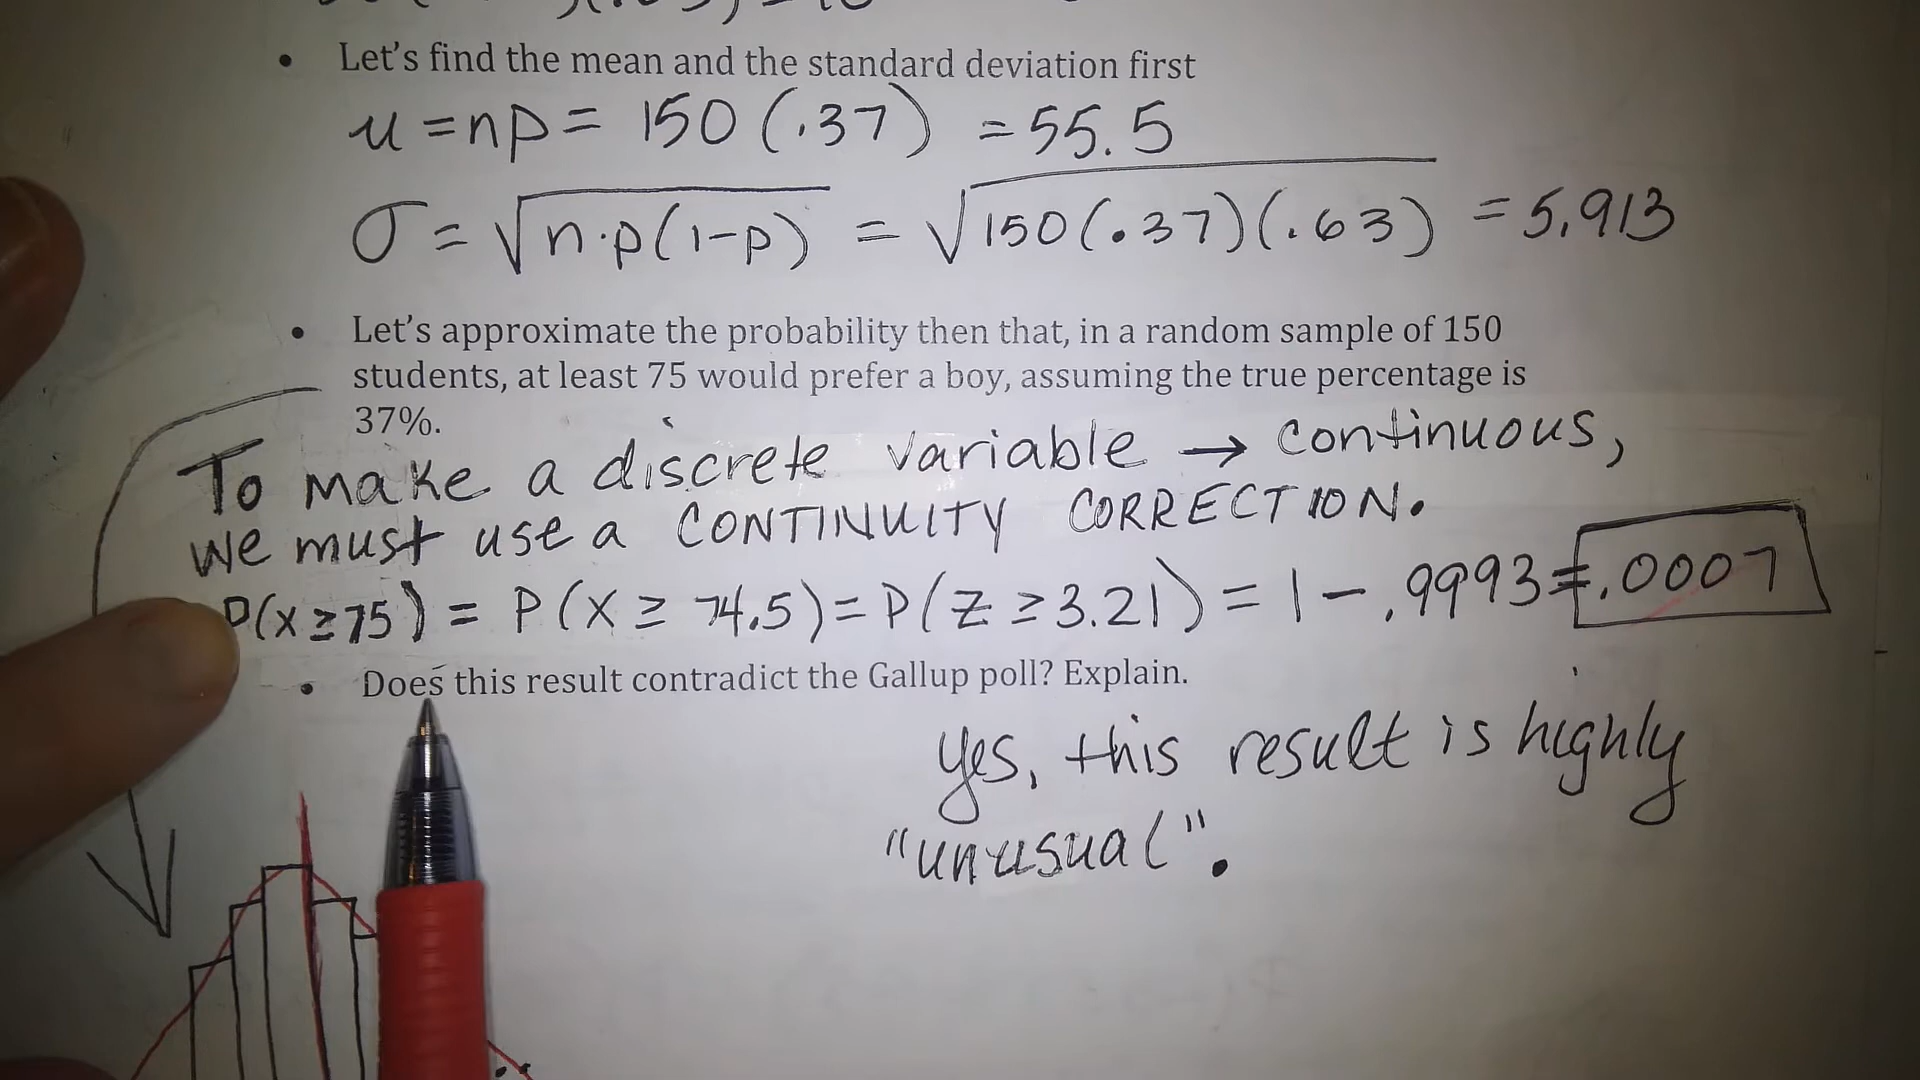 • Let's find the mean and the standard deviation first
u = np = 150 (.37) = 55.5
σ = √n·p(1-p) = √150(.37)(.63) = 5.913
• Let's approximate the probability then that, in a random sample of 150
students, at least 75 would prefer a boy, assuming the true percentage is
37%.
To make a discrete variable → continuous,
we must use a CONTINUITY CORRECTION.
P(x ≥ 75) = P(x ≥ 74.5) = P(z ≥ 3.21) = 1 - .9993 = .0007
• Does this result contradict the Gallup poll? Explain.
Yes, this result is highly
"unusual".